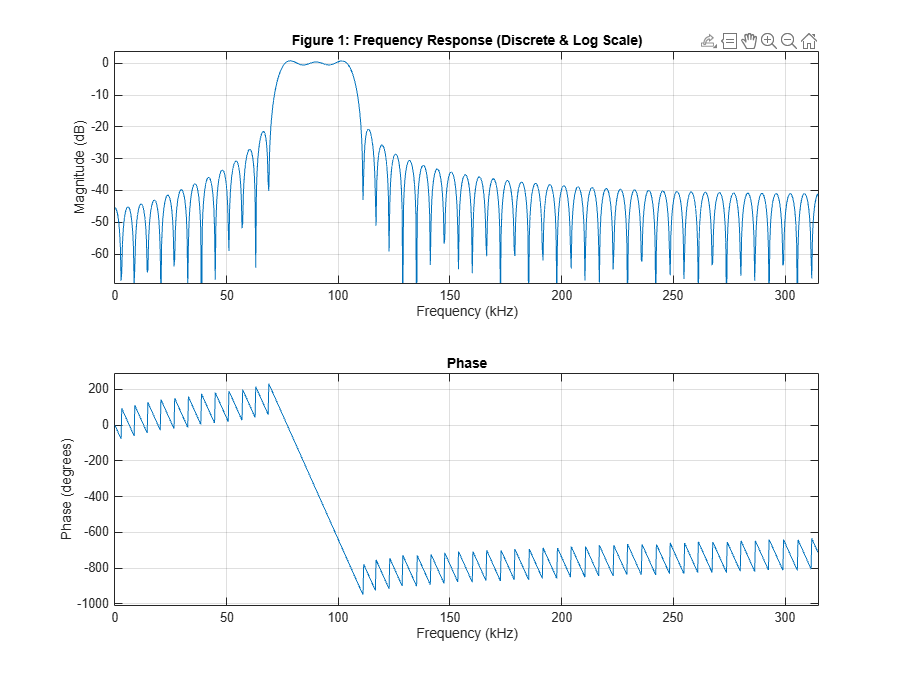 Figure 1: Frequency Response (Discrete & Log Scale)
0
-10
-20
-30
-40
-50
-60
Magnitude (dB)
0 50 100 150 200 250 300
Frequency (kHz)
Phase
200
0
-200
-400
-600
-800
-1000
Phase (degrees)
0 50 100 150 200 250 300
Frequency (kHz)